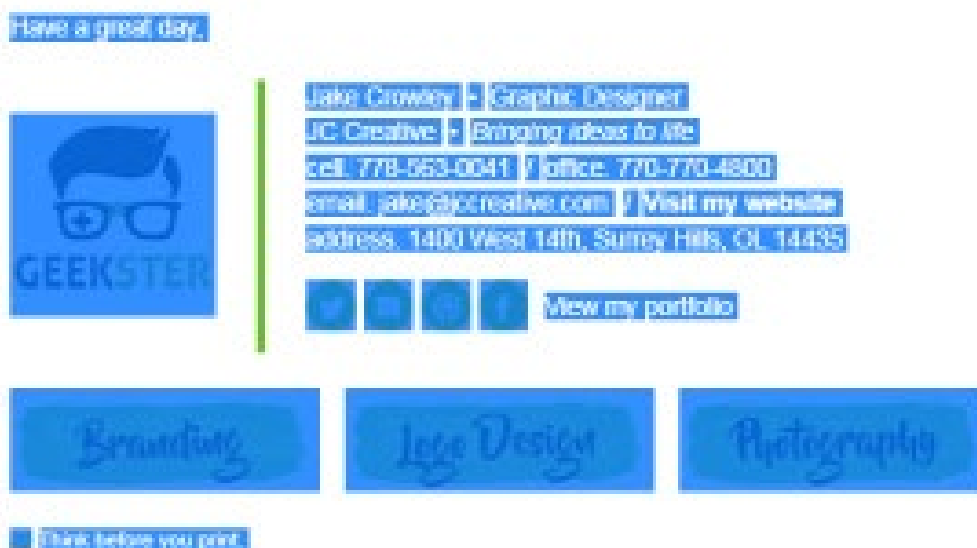 Have a great day,
Jake Crowley • Graphic Designer
JC Creative • Bringing ideas to life
cell. 778-553-0041 / office. 770-770-4800
email. jake@jccreative.com / Visit my website
address. 1400 West 14th, Surrey Hills, OL 14435
GEEKSTER
View my portfolio
Branding
Logo Design
Photography
Think before you print.